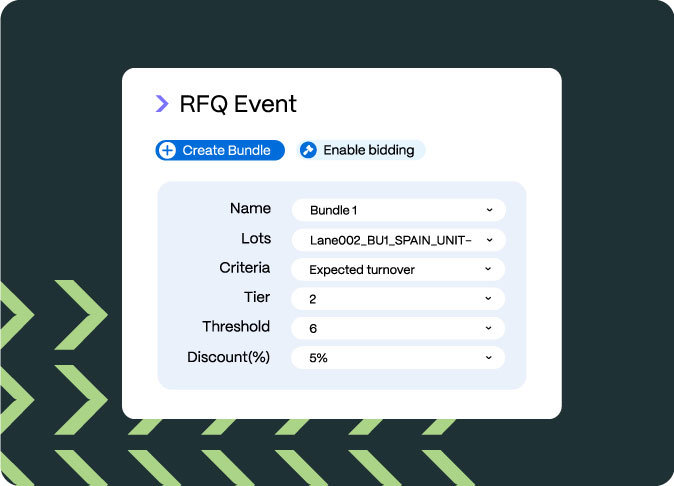 RFQ Event
Create Bundle Enable bidding
Name Bundle 1
Lots Lane002_BU1_SPAIN_UNIT-
Criteria Expected turnover
Tier 2
Threshold 6
Discount(%) 5%